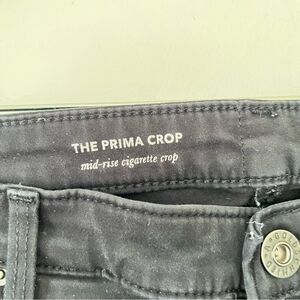 THE PRIMA CROP
mid-rise cigarette crop